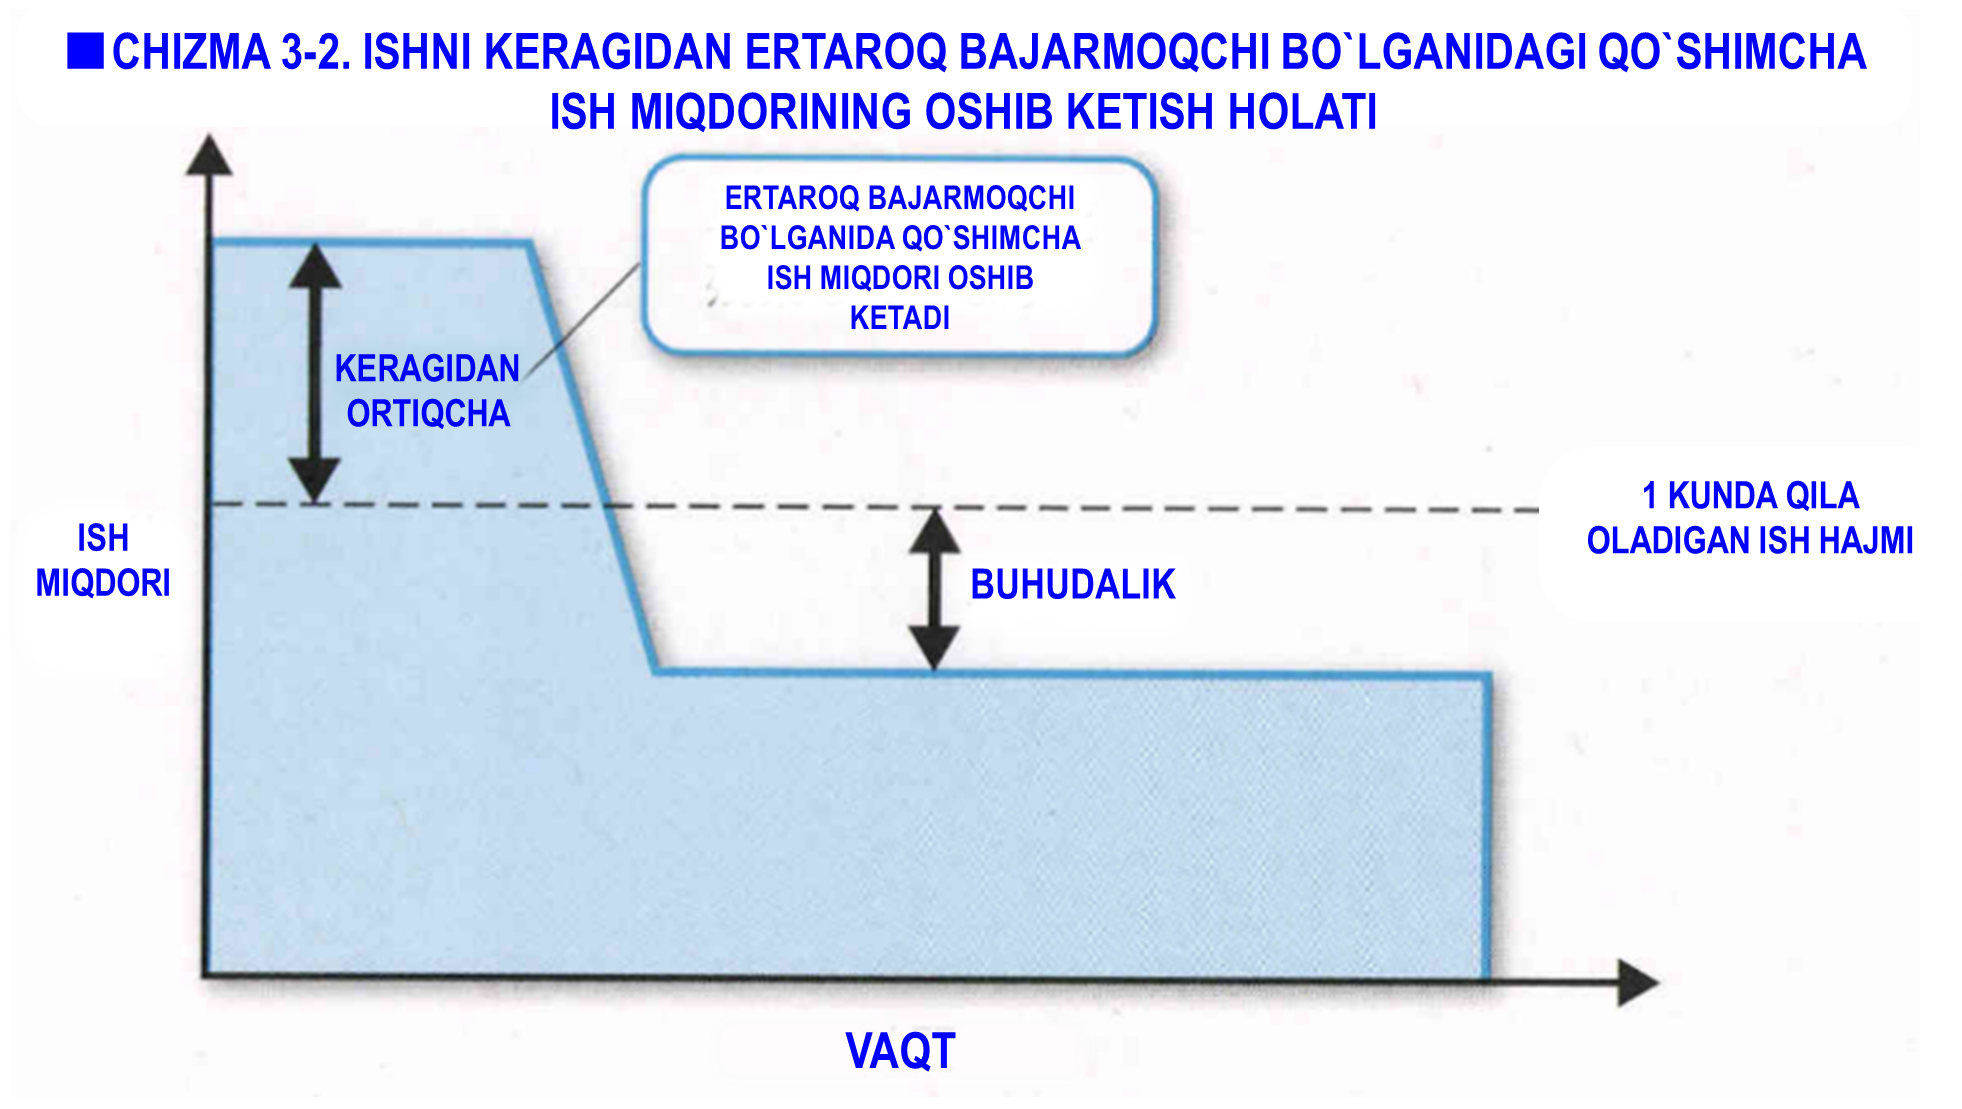 CHIZMA 3-2. ISHNI KERAGIDAN ERTAROQ BAJARMOQCHI BO`LGANIDAGI QO`SHIMCHA
ISH MIQDORINING OSHIB KETISH HOLATI
ERTAROQ BAJARMOQCHI
BO`LGANIDA QO`SHIMCHA
ISH MIQDORI OSHIB
KETADI
KERAGIDAN
ORTIQCHA
1 KUNDA QILA
OLADIGAN ISH HAJMI
ISH
MIQDORI
BUHUDALIK
VAQT